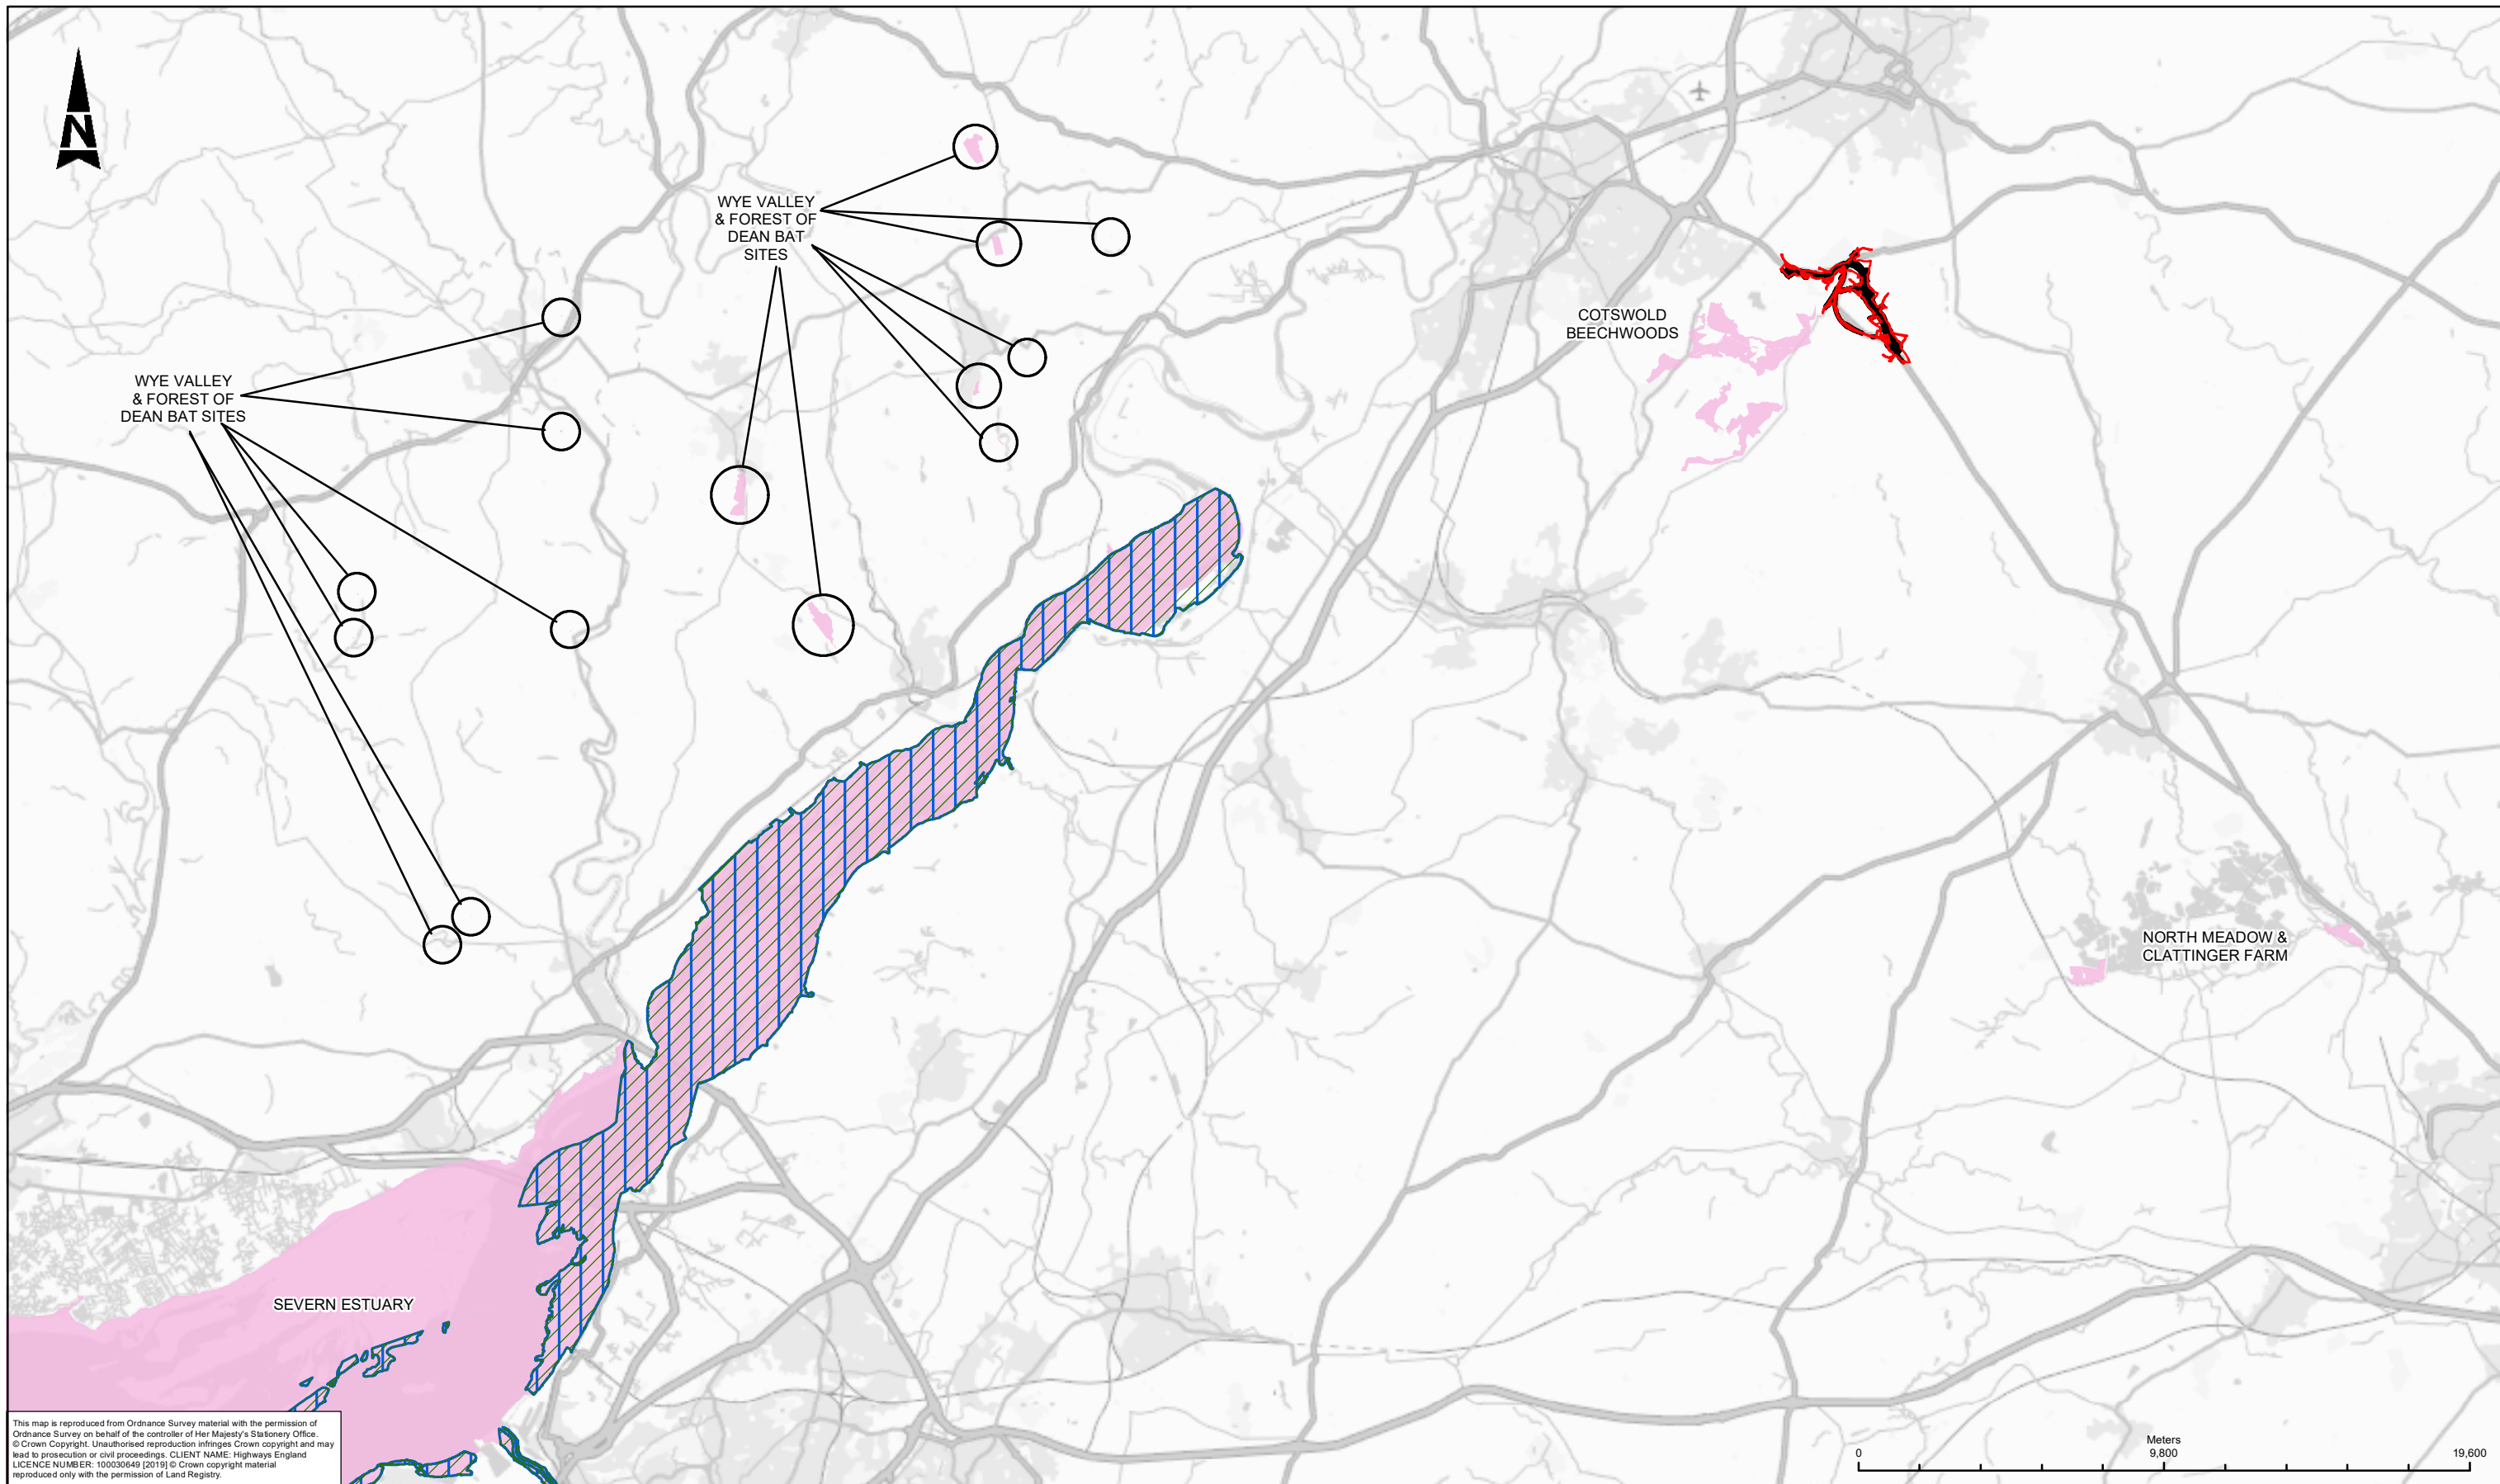 N
WYE VALLEY
& FOREST OF
DEAN BAT
SITES
COTSWOLD
BEECHWOODS
WYE VALLEY
& FOREST OF
DEAN BAT SITES
NORTH MEADOW &
CLATTINGER FARM
SEVERN ESTUARY
This map is reproduced from Ordnance Survey material with the permission of
Ordnance Survey on behalf of the controller of Her Majesty's Stationery Office.
© Crown Copyright. Unauthorised reproduction infringes Crown copyright and may
lead to prosecution or civil proceedings. CLIENT NAME: Highways England
LICENCE NUMBER: 100030649 [2019] © Crown copyright material
reproduced only with the permission of Land Registry.
Meters
0 9,800 19,600